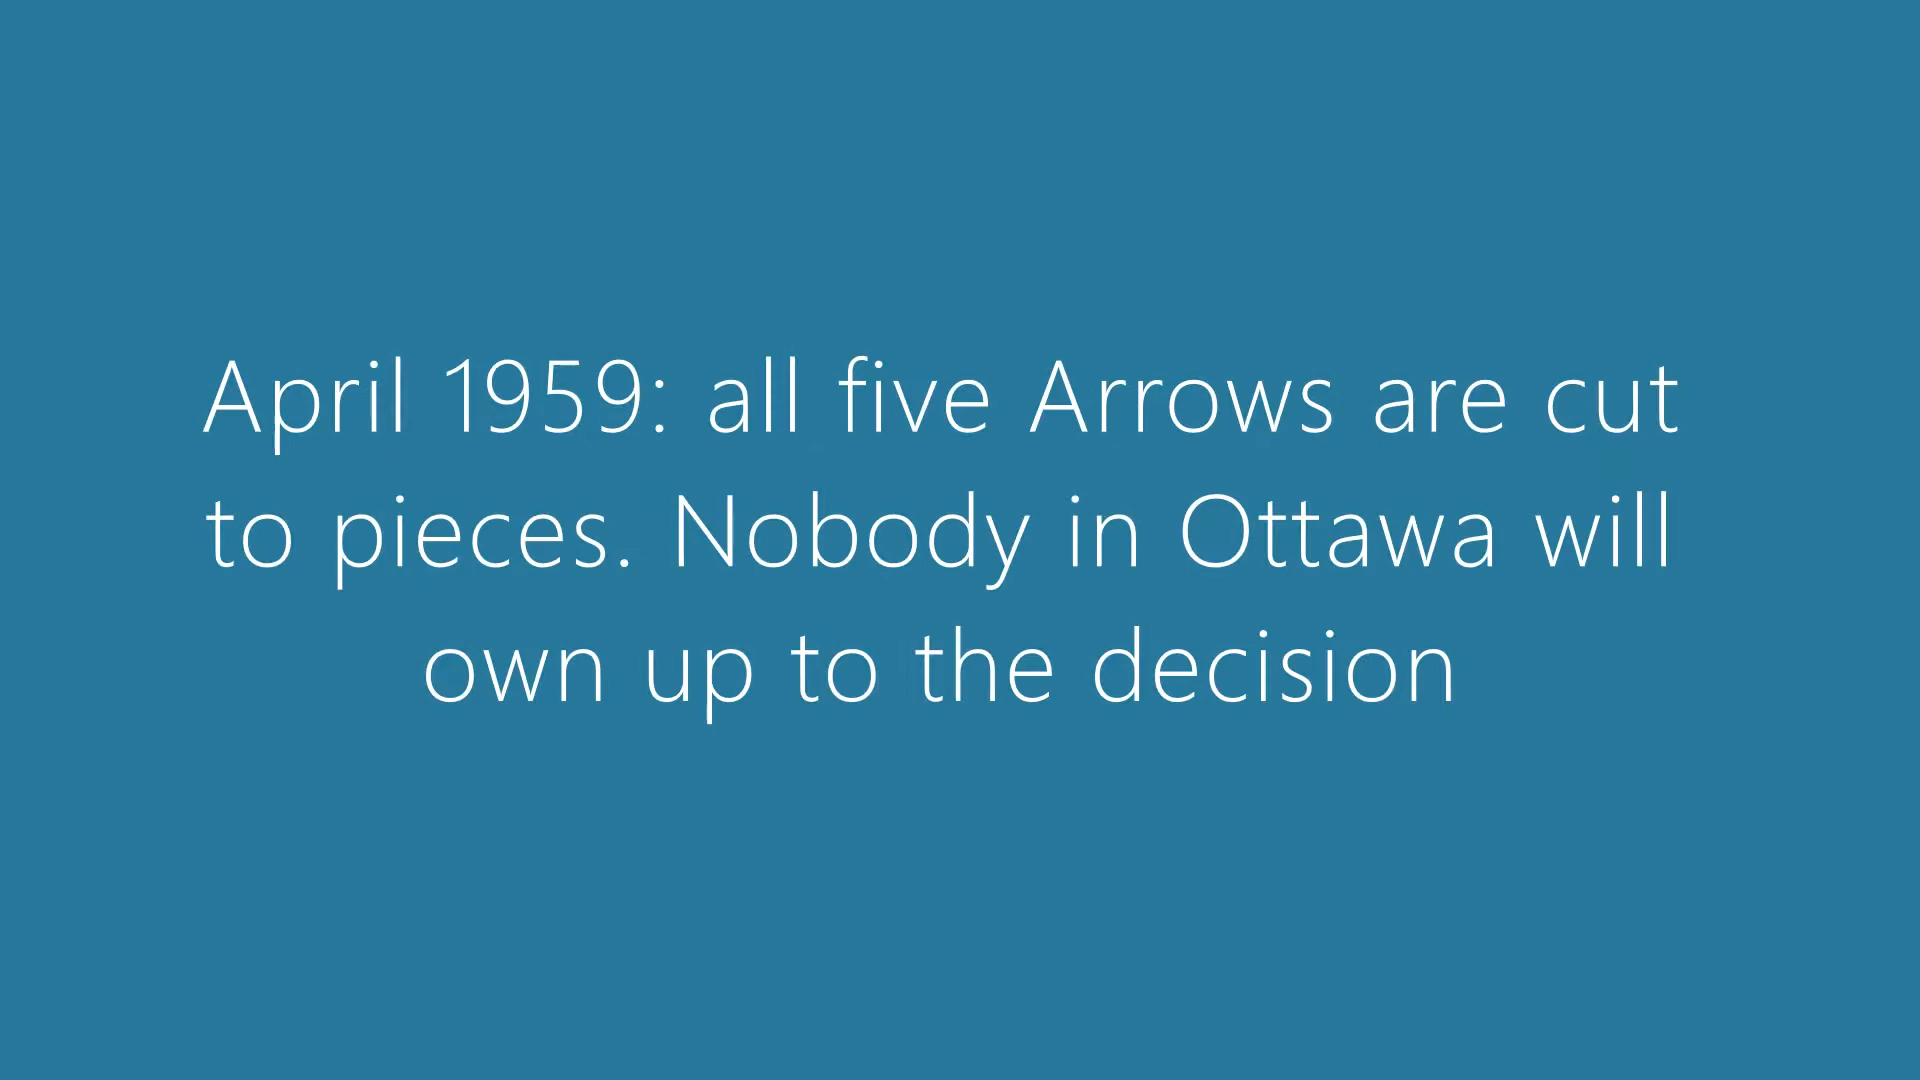 April 1959: all five Arrows are cut
to pieces. Nobody in Ottawa will
own up to the decision